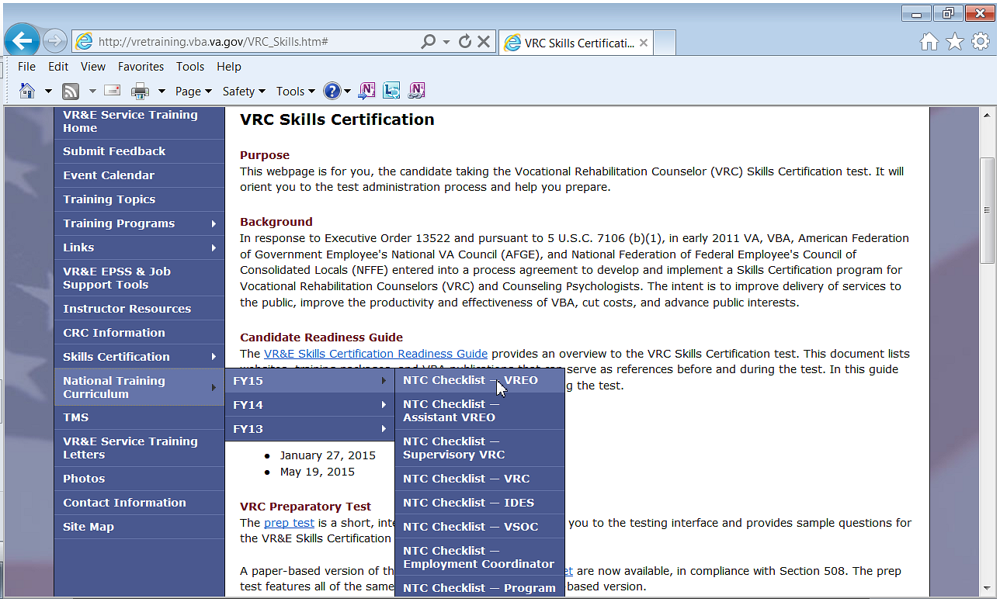 http://vretraining.vba.va.gov/VRC_Skills.htm#
VRC Skills Certificati...
File Edit View Favorites Tools Help
Page Safety Tools
VR&E Service Training
Home
Submit Feedback
Event Calendar
Training Topics
Training Programs
Links
VR&E EPSS & Job
Support Tools
Instructor Resources
CRC Information
Skills Certification
National Training
Curriculum
TMS
VR&E Service Training
Letters
Photos
Contact Information
Site Map
FY15
FY14
FY13
NTC Checklist — VREO
NTC Checklist —
Assistant VREO
NTC Checklist —
Supervisory VRC
NTC Checklist — VRC
NTC Checklist — IDES
NTC Checklist — VSOC
NTC Checklist —
Employment Coordinator
NTC Checklist — Program
VRC Skills Certification
Purpose
This webpage is for you, the candidate taking the Vocational Rehabilitation Counselor (VRC) Skills Certification test. It will
orient you to the test administration process and help you prepare.
Background
In response to Executive Order 13522 and pursuant to 5 U.S.C. 7106 (b)(1), in early 2011 VA, VBA, American Federation
of Government Employee's National VA Council (AFGE), and National Federation of Federal Employee's Council of
Consolidated Locals (NFFE) entered into a process agreement to develop and implement a Skills Certification program for
Vocational Rehabilitation Counselors (VRC) and Counseling Psychologists. The intent is to improve delivery of services to
the public, improve the productivity and effectiveness of VBA, cut costs, and advance public interests.
Candidate Readiness Guide
The VR&E Skills Certification Readiness Guide provides an overview to the VRC Skills Certification test. This document lists
serve as references before and during the test. In this guide
g the test.
January 27, 2015
May 19, 2015
VRC Preparatory Test
The prep test is a short, inte you to the testing interface and provides sample questions for
the VR&E Skills Certification
A paper-based version of th et are now available, in compliance with Section 508. The prep
test features all of the same based version.